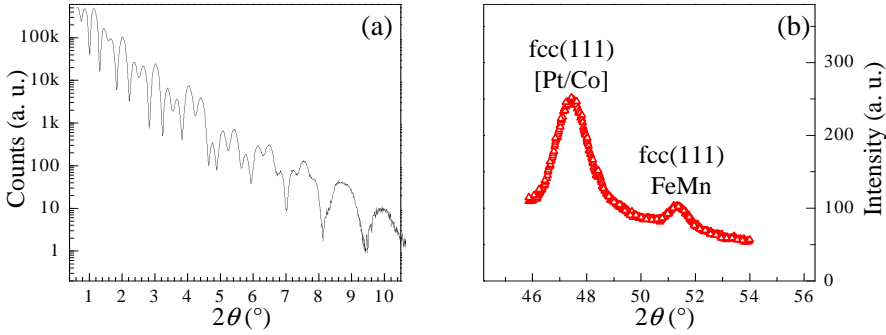 (a)
100k
10k
1k
100
10
1
Counts (a. u.)
1 2 3 4 5 6 7 8 9 10
2θ (°)
(b)
fcc(111)
[Pt/Co]
fcc(111)
FeMn
300
200
100
0
Intensity (a. u.)
46 48 50 52 54 56
2θ (°)